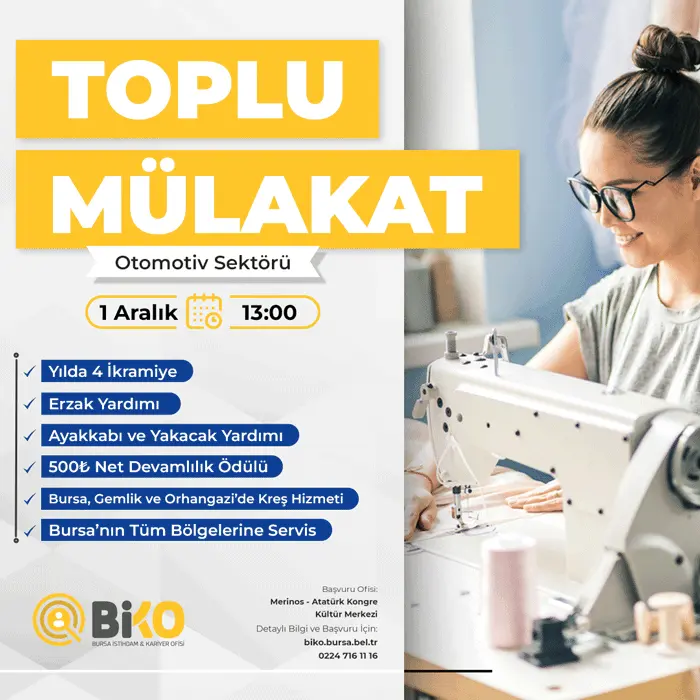 TOPLU
MÜLAKAT
Otomotiv Sektörü
1 Aralık 13:00
Yılda 4 İkramiye
Erzak Yardımı
Ayakkabı ve Yakacak Yardımı
500₺ Net Devamlılık Ödülü
Bursa, Gemlik ve Orhangazi’de Kreş Hizmeti
Bursa’nın Tüm Bölgelerine Servis
BiKO
BURSA İSTİHDAM & KARİYER OFİSİ
Başvuru Ofisi:
Merinos - Atatürk Kongre
Kültür Merkezi
Detaylı Bilgi ve Başvuru İçin:
biko.bursa.bel.tr
0224 716 11 16